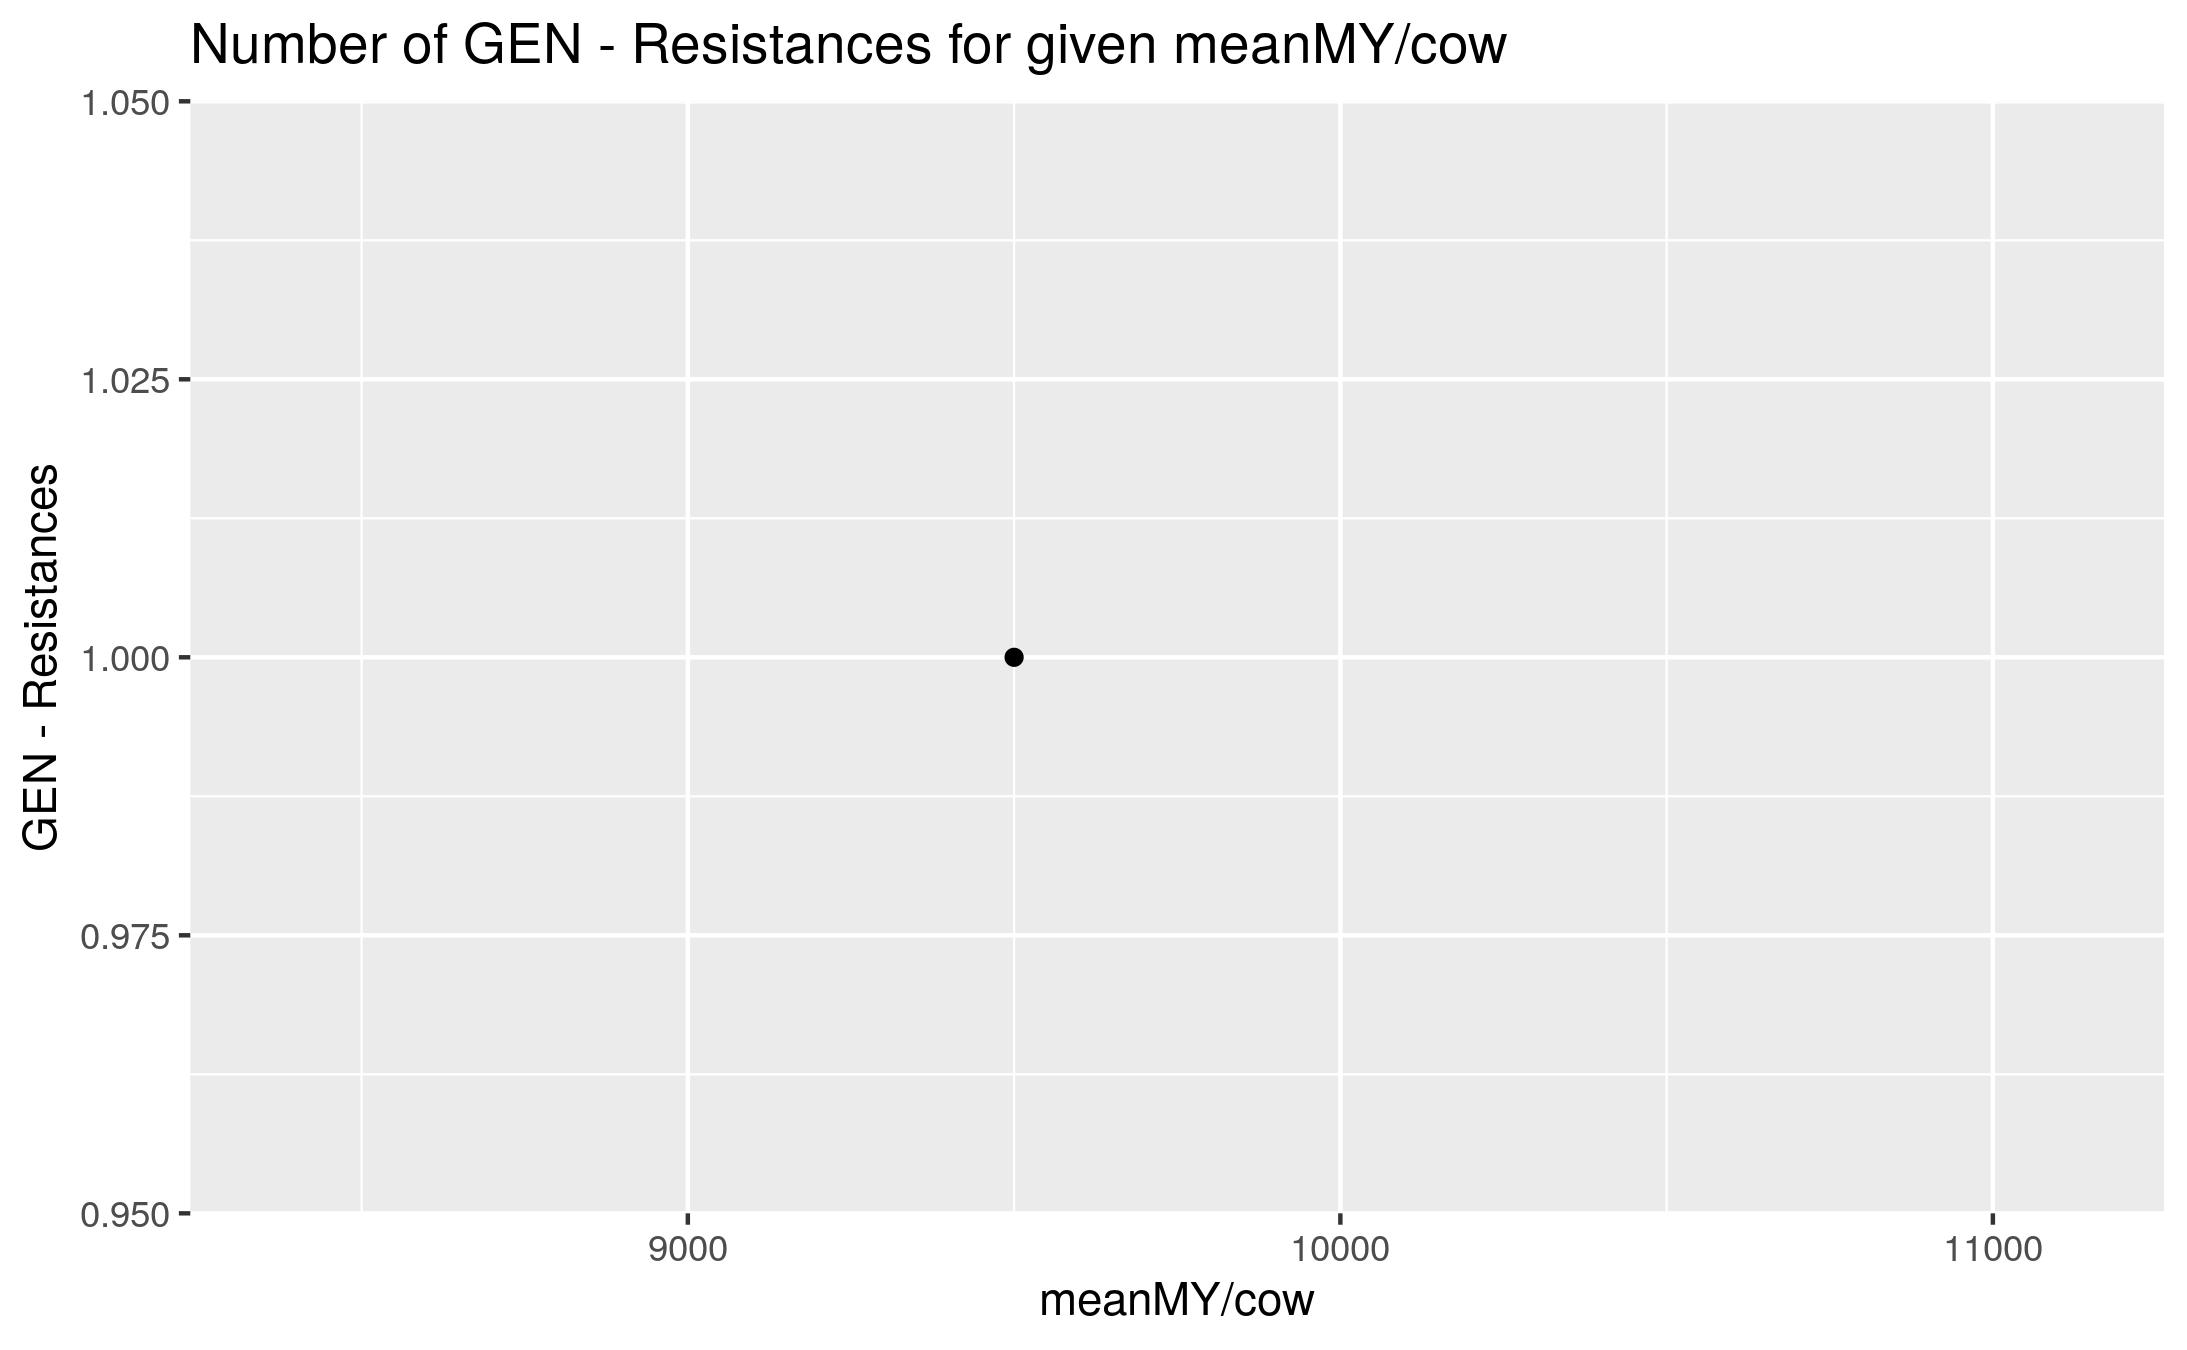 Number of GEN - Resistances for given meanMY/cow
1.050
1.025
1.000
0.975
0.950
GEN - Resistances
9000
10000
11000
meanMY/cow